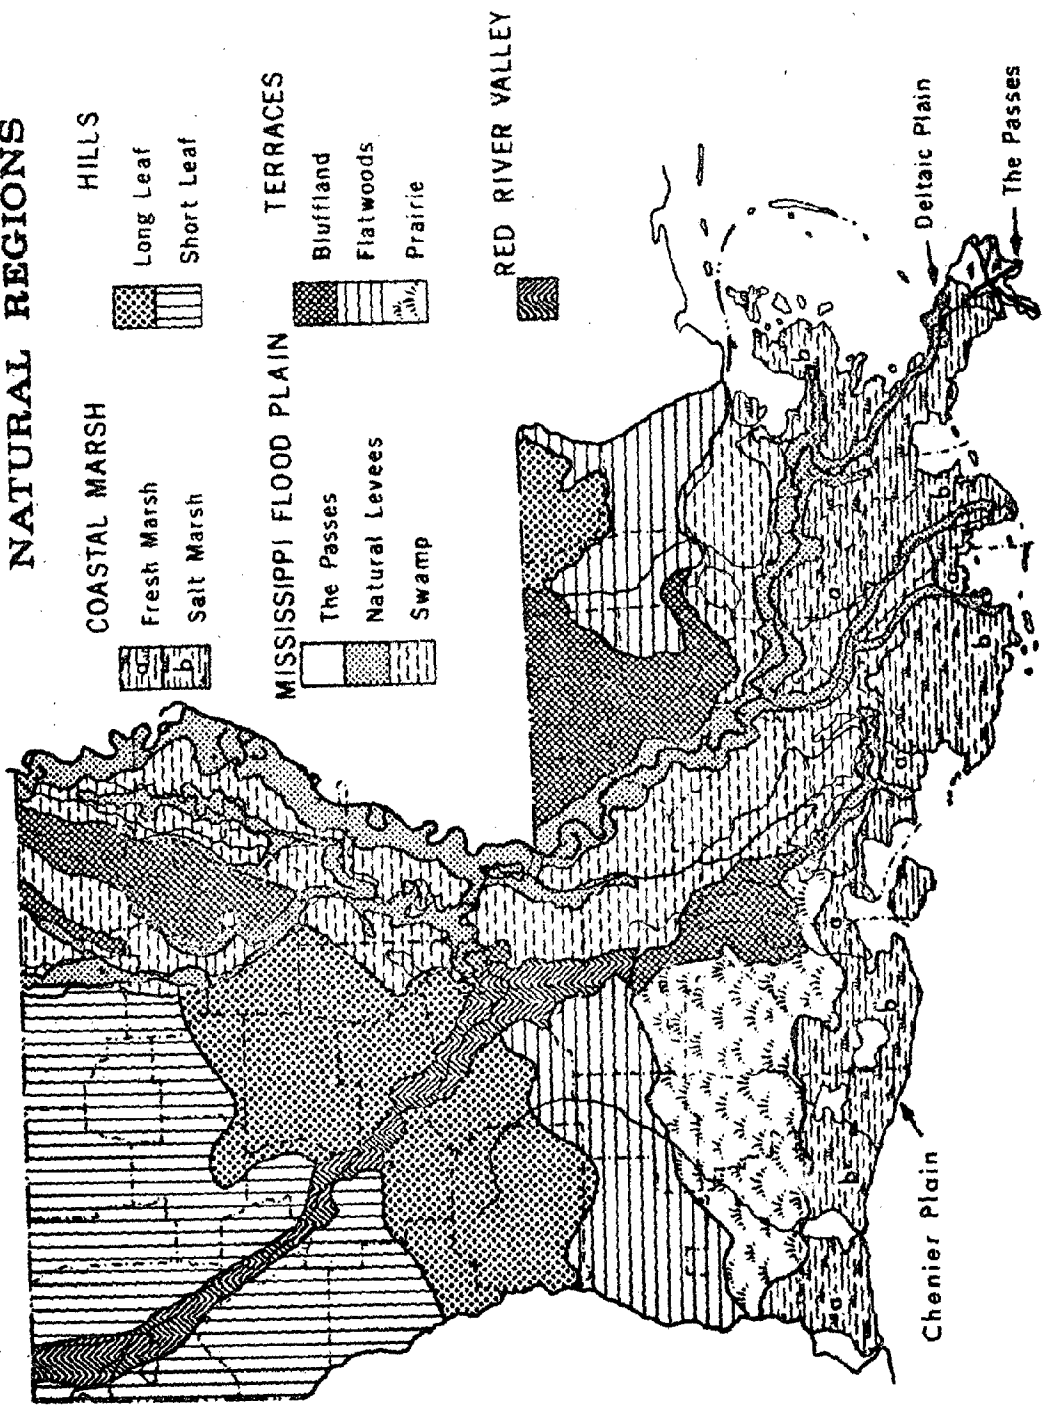 NATURAL REGIONS
COASTAL MARSH
a Fresh Marsh
b Salt Marsh
HILLS
Long Leaf
Short Leaf
MISSISSIPPI FLOOD PLAIN
The Passes
Natural Levees
Swamp
TERRACES
Bluffland
Flatwoods
Prairie
RED RIVER VALLEY
Deltaic Plain
The Passes
Chenier Plain
a
b
b
a
b
a
b
a
a
b
a
b